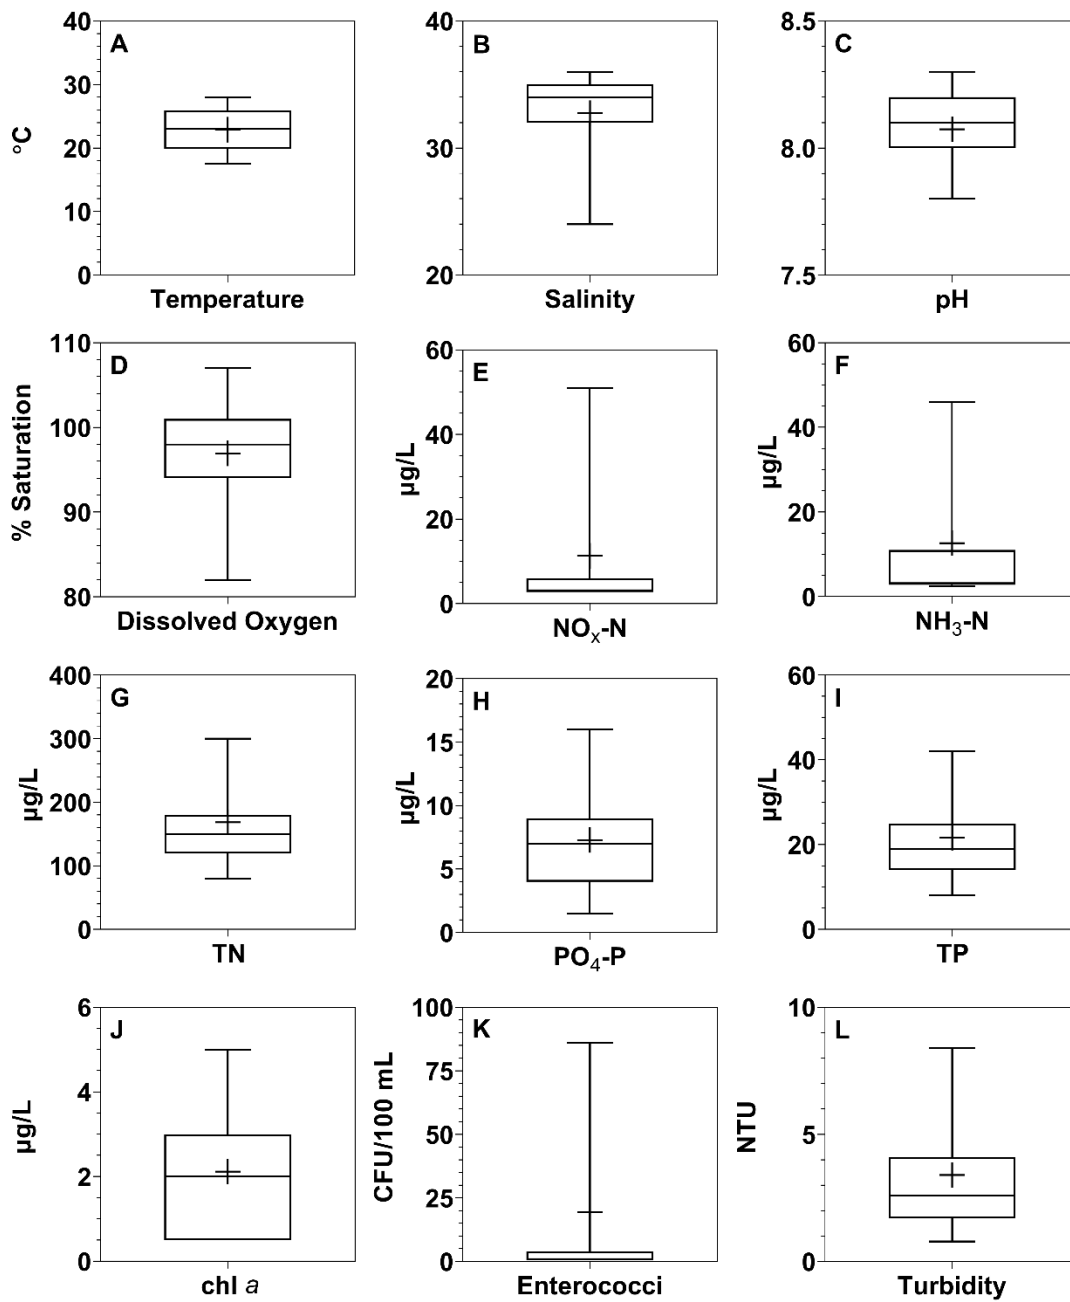 A
°C
40
30
20
10
0
Temperature
B
40
30
20
Salinity
C
8.5
8.0
7.5
pH
D
% Saturation
110
100
90
80
Dissolved Oxygen
E
µg/L
60
40
20
0
NOₓ-N
F
µg/L
60
40
20
0
NH₃-N
G
µg/L
400
300
200
100
0
TN
H
µg/L
20
15
10
5
0
PO₄-P
I
µg/L
60
40
20
0
TP
J
µg/L
6
4
2
0
chl a
K
CFU/100 mL
100
75
50
25
0
Enterococci
L
NTU
10
5
0
Turbidity